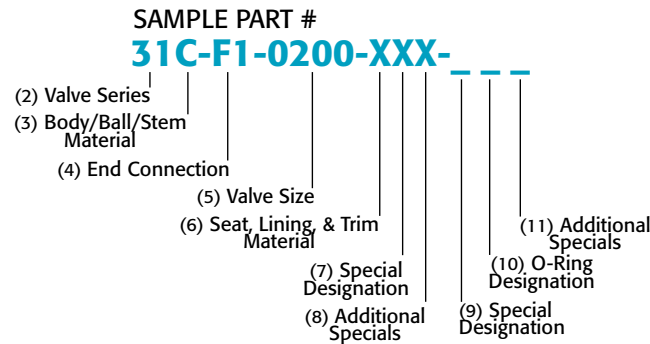 SAMPLE PART #
31C-F1-0200-XXX-_ _ _
(2) Valve Series
(3) Body/Ball/Stem
Material
(4) End Connection
(5) Valve Size
(6) Seat, Lining, & Trim
Material
(7) Special
Designation
(8) Additional
Specials
(9) Special
Designation
(10) O-Ring
Designation
(11) Additional
Specials